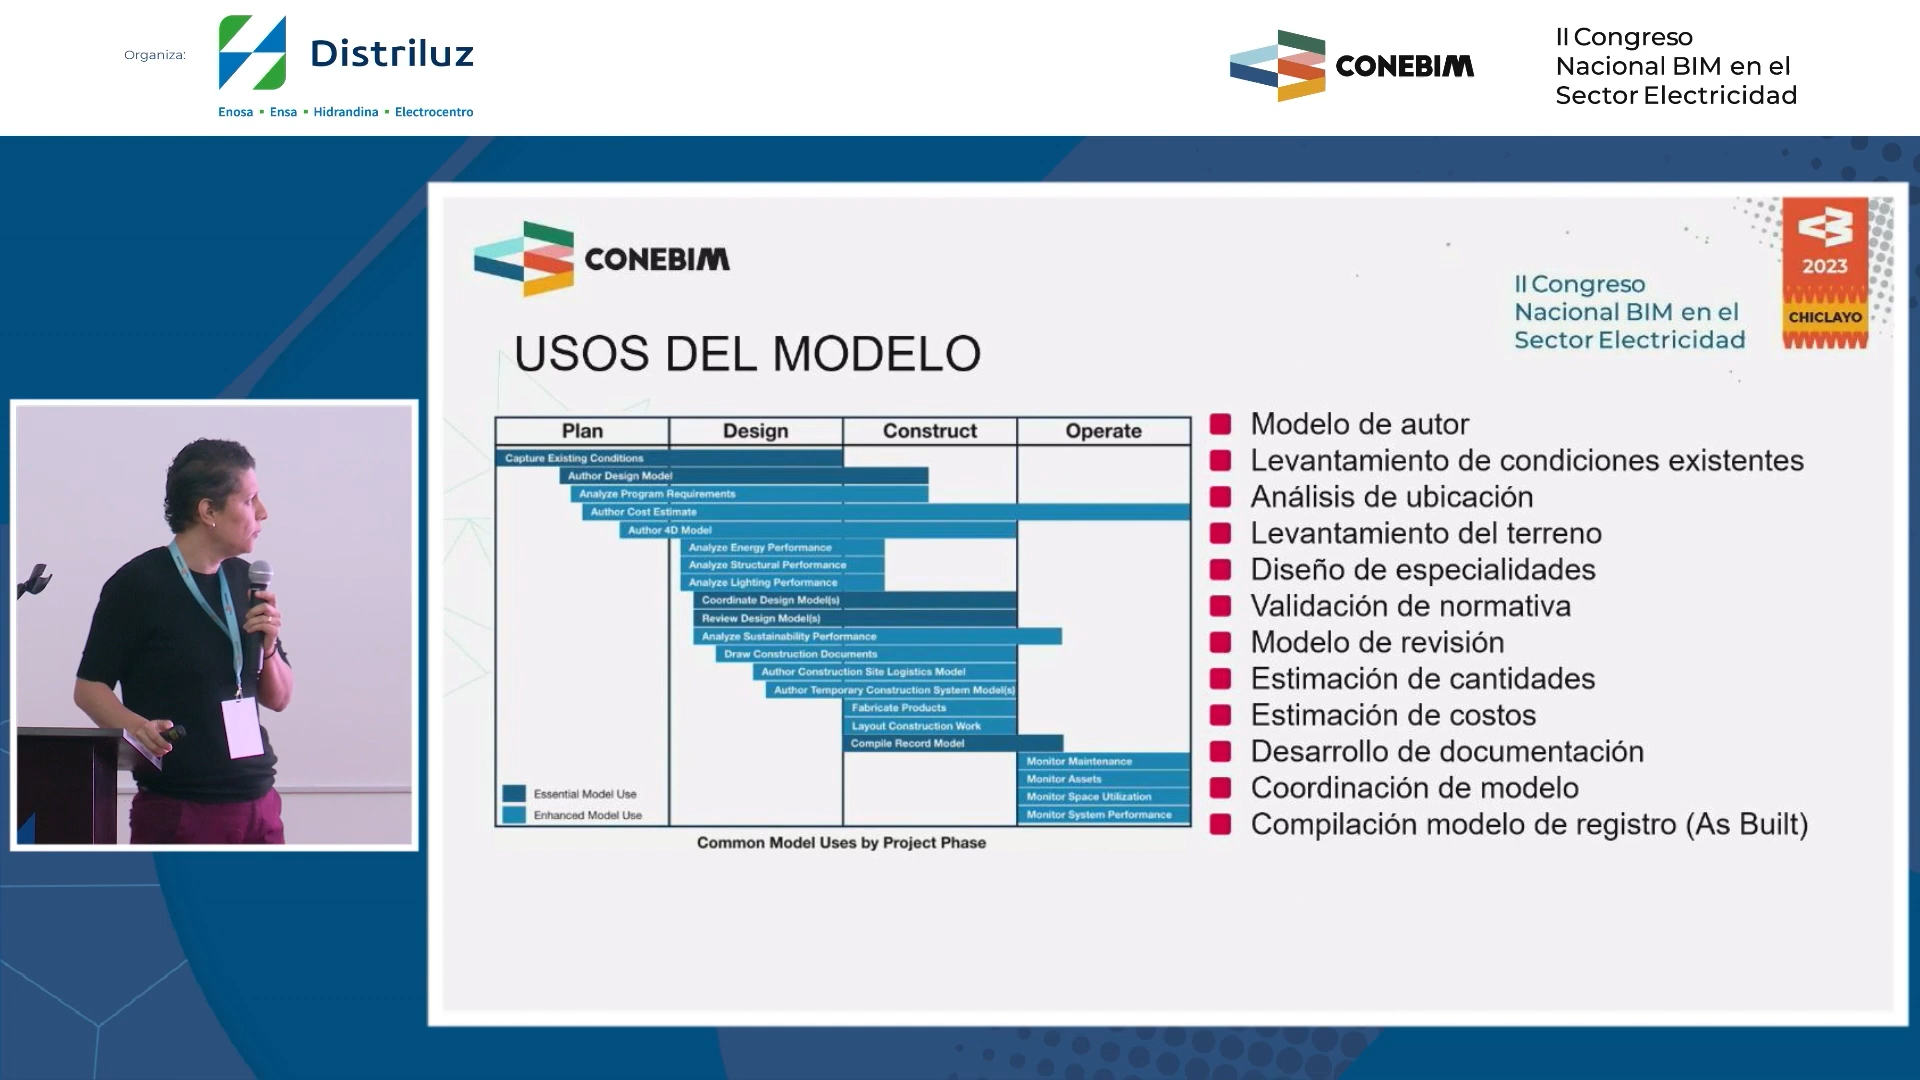 Organiza:
Distriluz
Enosa ▪ Ensa ▪ Hidrandina ▪ Electrocentro
CONEBIM
II Congreso
Nacional BIM en el
Sector Electricidad
CONEBIM
2023
CHICLAYO
II Congreso
Nacional BIM en el
Sector Electricidad
USOS DEL MODELO
Plan Design Construct Operate
Capture Existing Conditions
Author Design Model
Analyze Program Requirements
Author Cost Estimate
Author 4D Model
Analyze Energy Performance
Analyze Structural Performance
Analyze Lighting Performance
Coordinate Design Model(s)
Review Design Model(s)
Analyze Sustainability Performance
Draw Construction Documents
Author Construction Site Logistics Model
Author Temporary Construction System Model(s)
Fabricate Products
Layout Construction Work
Compile Record Model
Monitor Maintenance
Monitor Assets
Monitor Space Utilization
Monitor System Performance
Essential Model Use
Enhanced Model Use
Common Model Uses by Project Phase
Modelo de autor
Levantamiento de condiciones existentes
Análisis de ubicación
Levantamiento del terreno
Diseño de especialidades
Validación de normativa
Modelo de revisión
Estimación de cantidades
Estimación de costos
Desarrollo de documentación
Coordinación de modelo
Compilación modelo de registro (As Built)